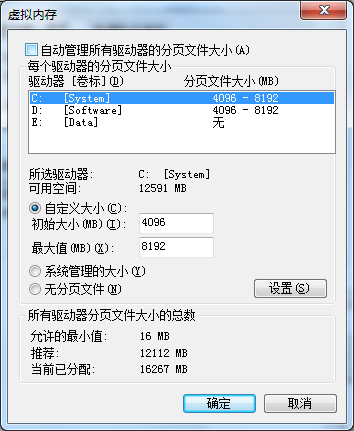 虚拟内存
自动管理所有驱动器的分页文件大小(A)
每个驱动器的分页文件大小
驱动器 [卷标](D) 分页文件大小(MB)
C: [System] 4096 - 8192
D: [Software] 4096 - 8192
E: [Data] 无
所选驱动器: C: [System]
可用空间: 12591 MB
自定义大小(C):
初始大小(MB)(I): 4096
最大值(MB)(X): 8192
系统管理的大小(Y)
无分页文件(N) 设置(S)
所有驱动器分页文件大小的总数
允许的最小值: 16 MB
推荐: 12112 MB
当前已分配: 16267 MB
确定 取消